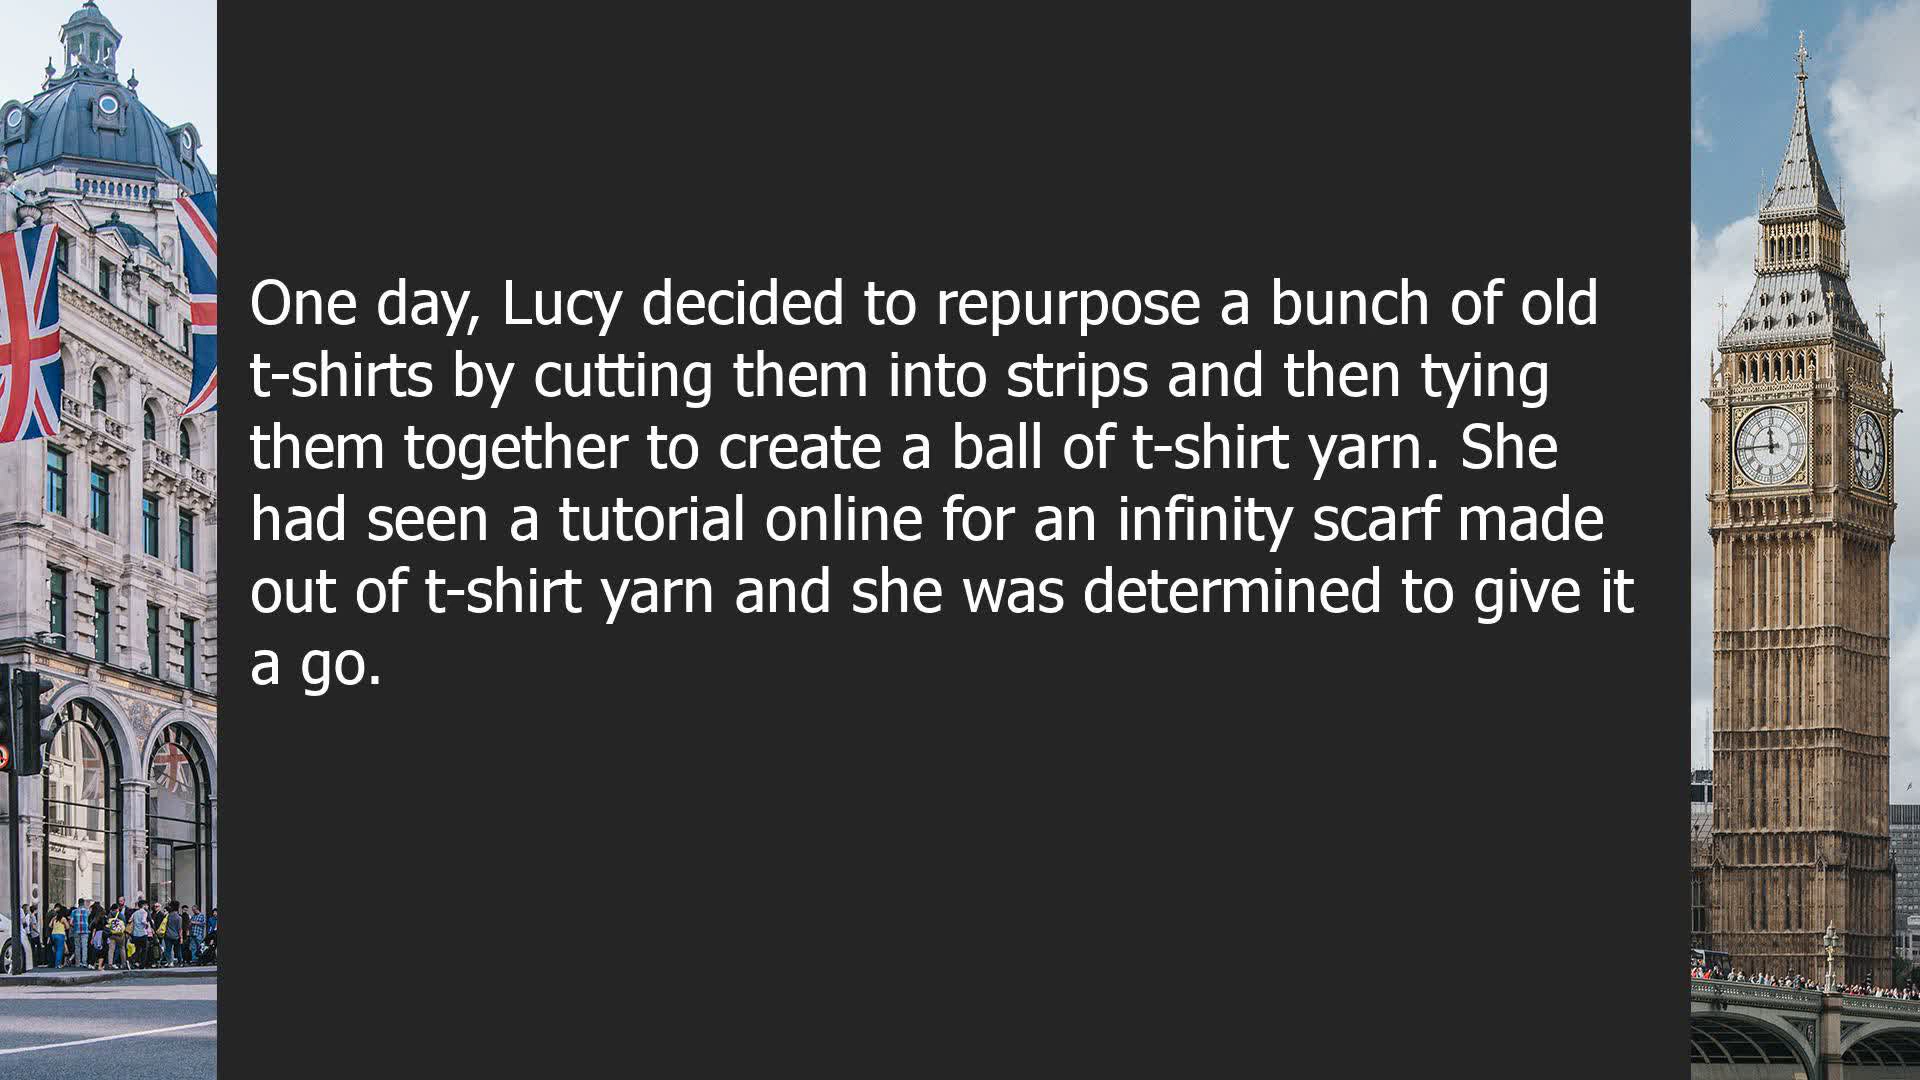 One day, Lucy decided to repurpose a bunch of old
t-shirts by cutting them into strips and then tying
them together to create a ball of t-shirt yarn. She
had seen a tutorial online for an infinity scarf made
out of t-shirt yarn and she was determined to give it
a go.